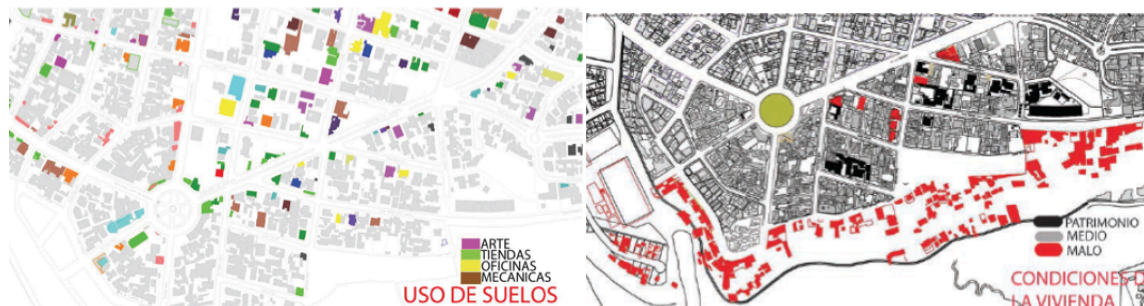 ARTE
TIENDAS
OFICINAS
MECANICAS
USO DE SUELOS
PATRIMONIO
MEDIO
MALO
CONDICIONES D
LA VIVIENDA